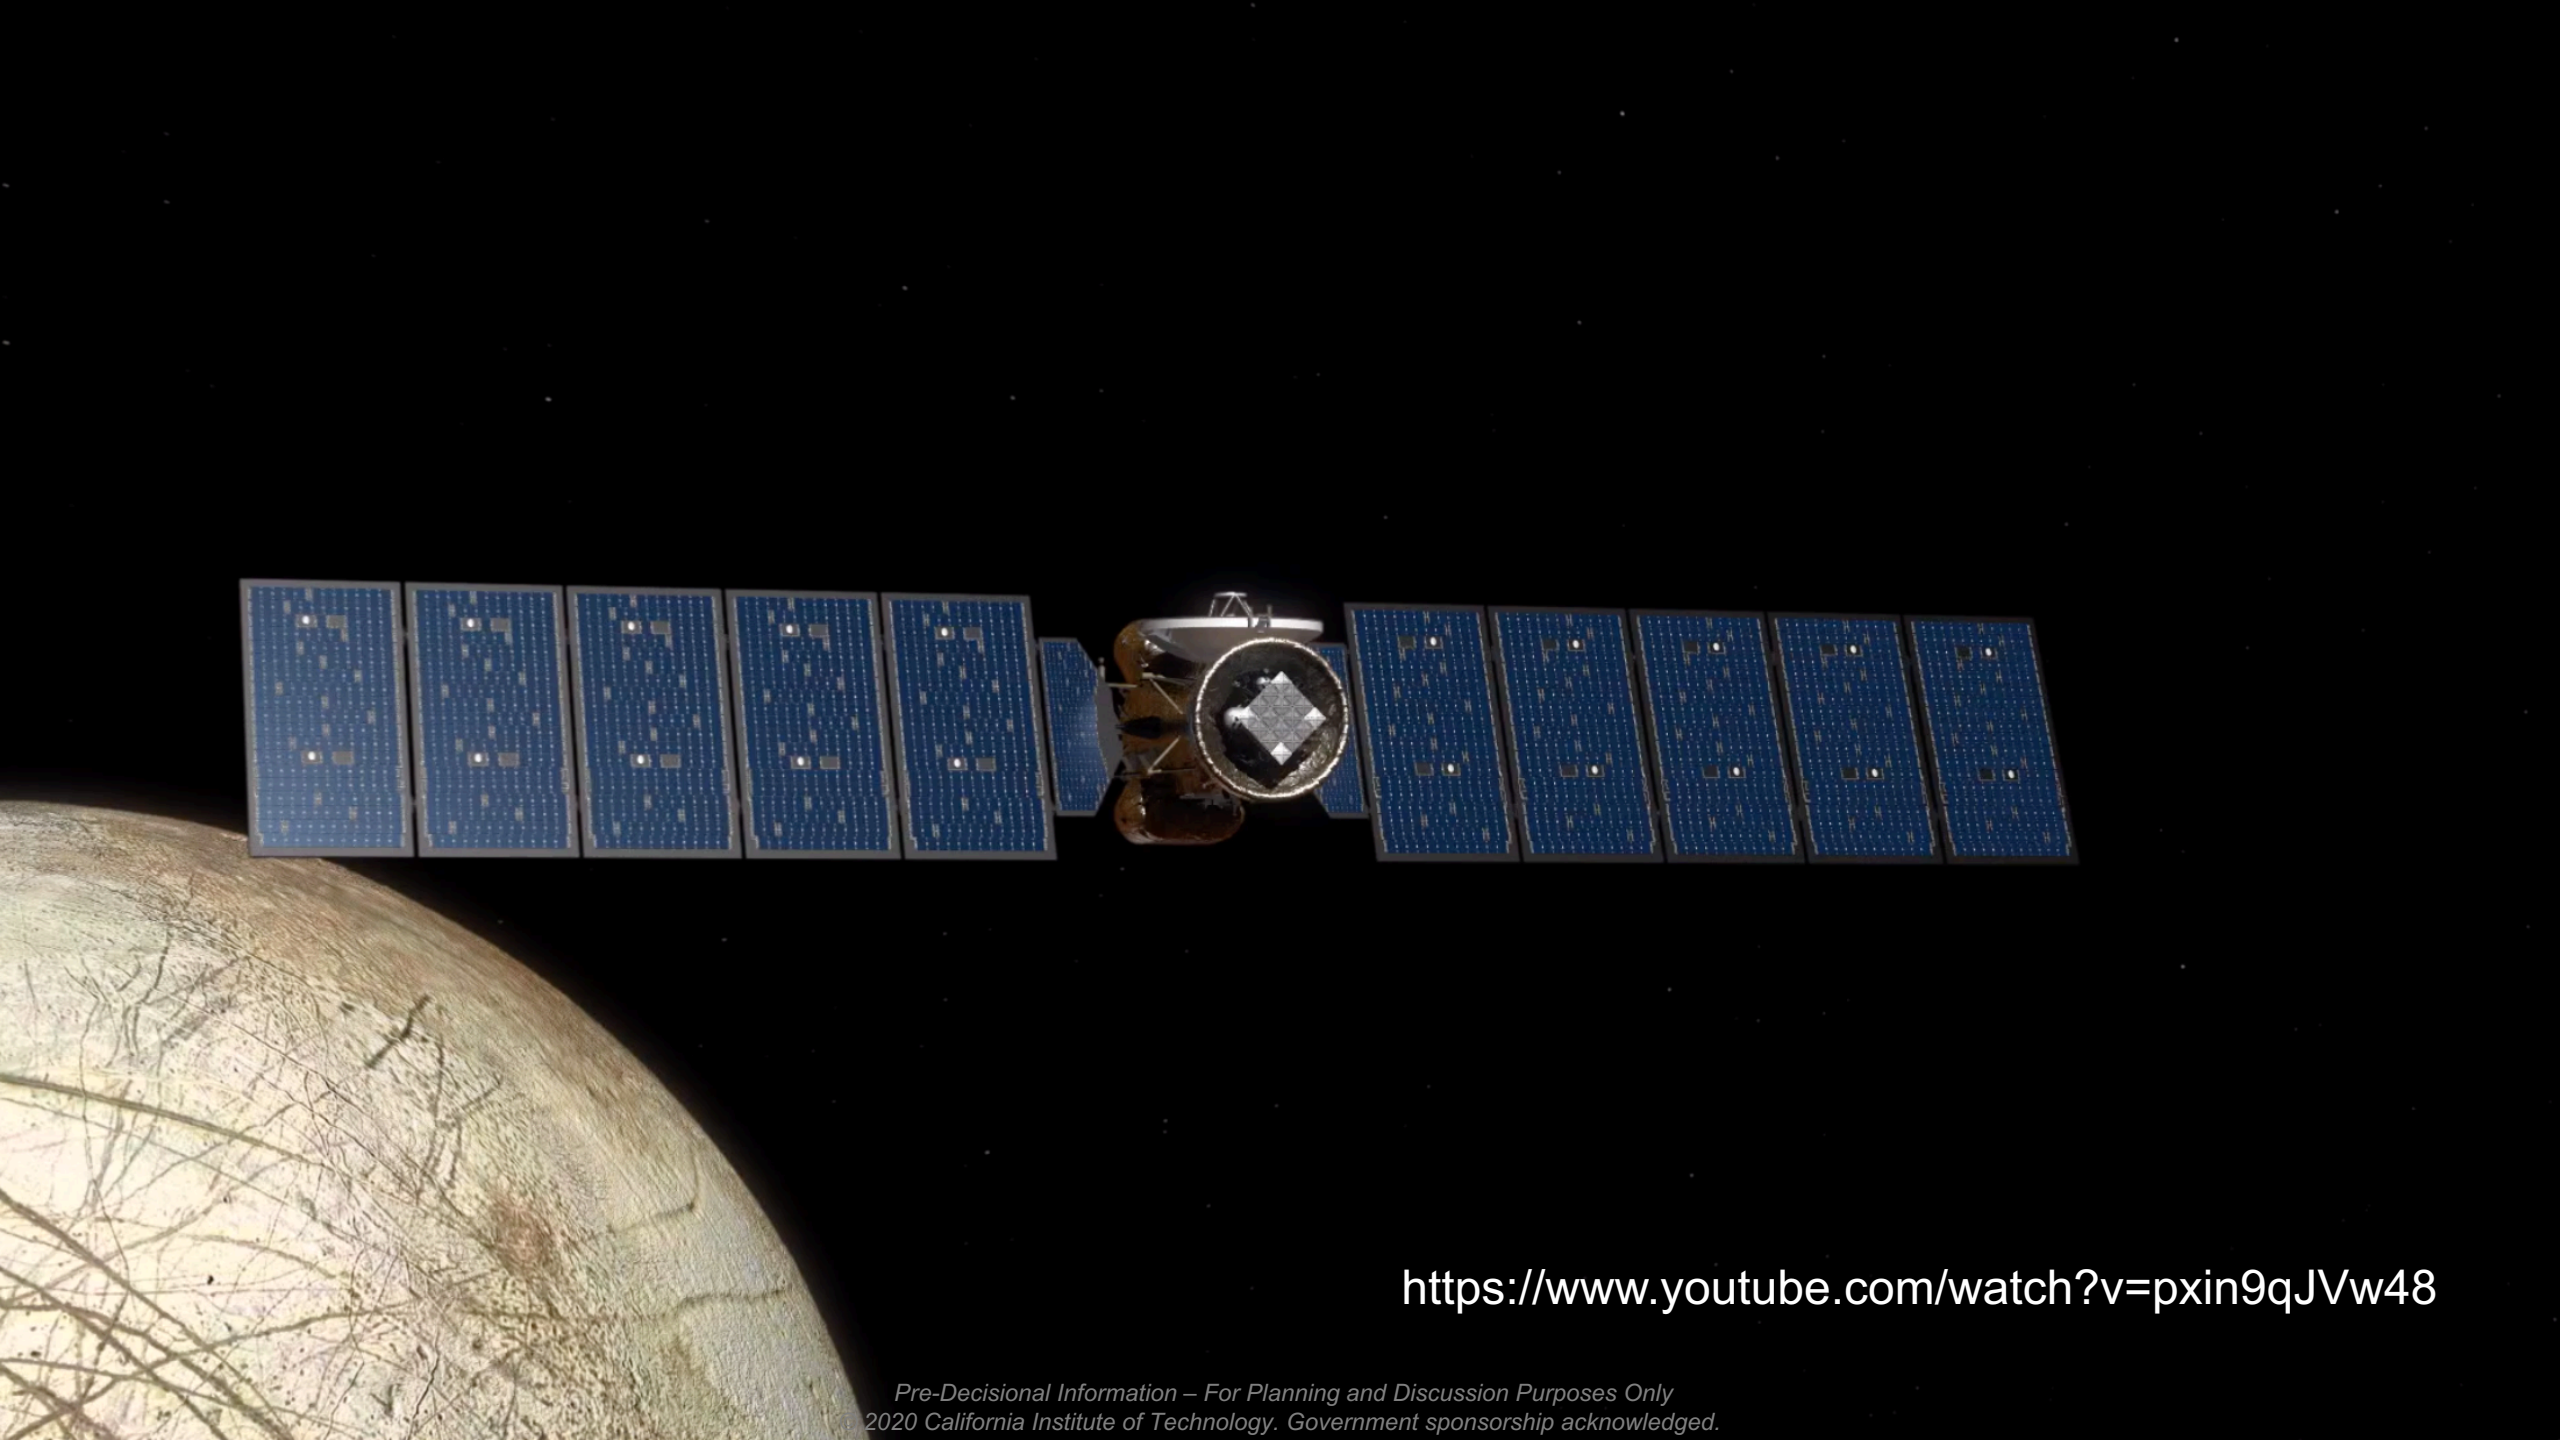 https://www.youtube.com/watch?v=pxin9qJVw48
Pre-Decisional Information – For Planning and Discussion Purposes Only
2020 California Institute of Technology. Government sponsorship acknowledged.